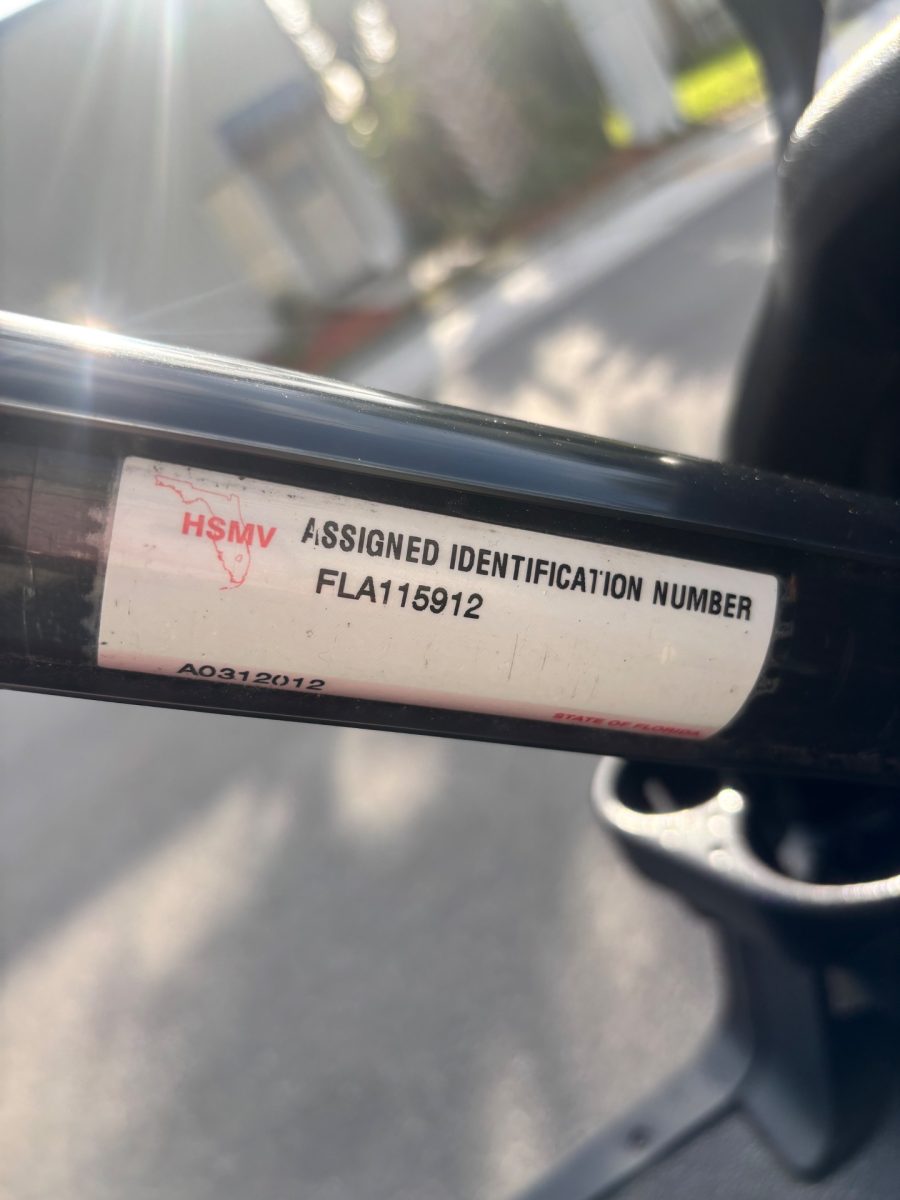 HSMV ASSIGNED IDENTIFICATION NUMBER
FLA115912
A0312012
STATE OF FLORIDA